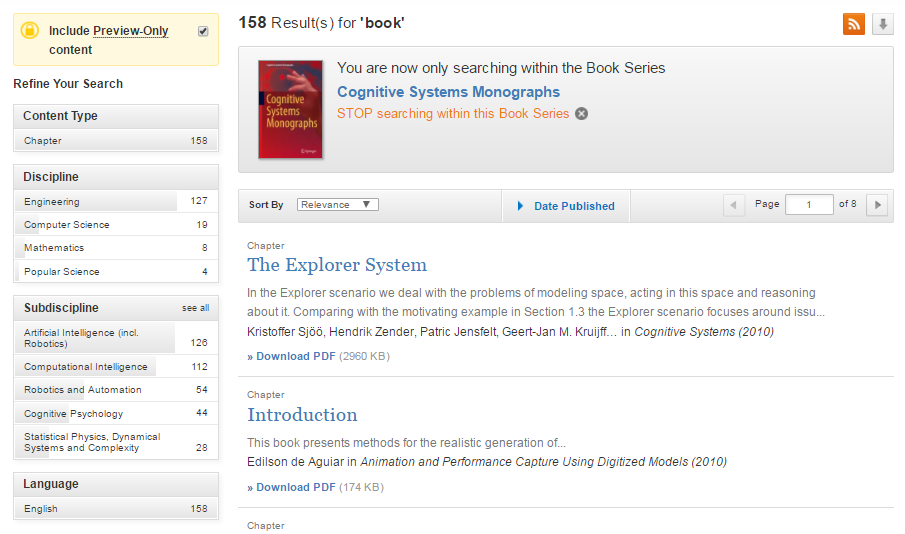 Include Preview-Only
content
Refine Your Search
Content Type
Chapter 158
Discipline
Engineering 127
Computer Science 19
Mathematics 8
Popular Science 4
Subdiscipline see all
Artificial Intelligence (incl.
Robotics) 126
Computational Intelligence 112
Robotics and Automation 54
Cognitive Psychology 44
Statistical Physics, Dynamical
Systems and Complexity 28
Language
English 158
158 Result(s) for 'book'
Cognitive
Systems
Monographs
Springer
You are now only searching within the Book Series
Cognitive Systems Monographs
STOP searching within this Book Series
Sort By Relevance Date Published Page 1 of 8
Chapter
The Explorer System
In the Explorer scenario we deal with the problems of modeling space, acting in this space and reasoning
about it. Comparing with the motivating example in Section 1.3 the Explorer scenario focuses around issu...
Kristoffer Sjöö, Hendrik Zender, Patric Jensfelt, Geert-Jan M. Kruijff... in Cognitive Systems (2010)
» Download PDF (2960 KB)
Chapter
Introduction
This book presents methods for the realistic generation of...
Edilson de Aguiar in Animation and Performance Capture Using Digitized Models (2010)
» Download PDF (174 KB)
Chapter